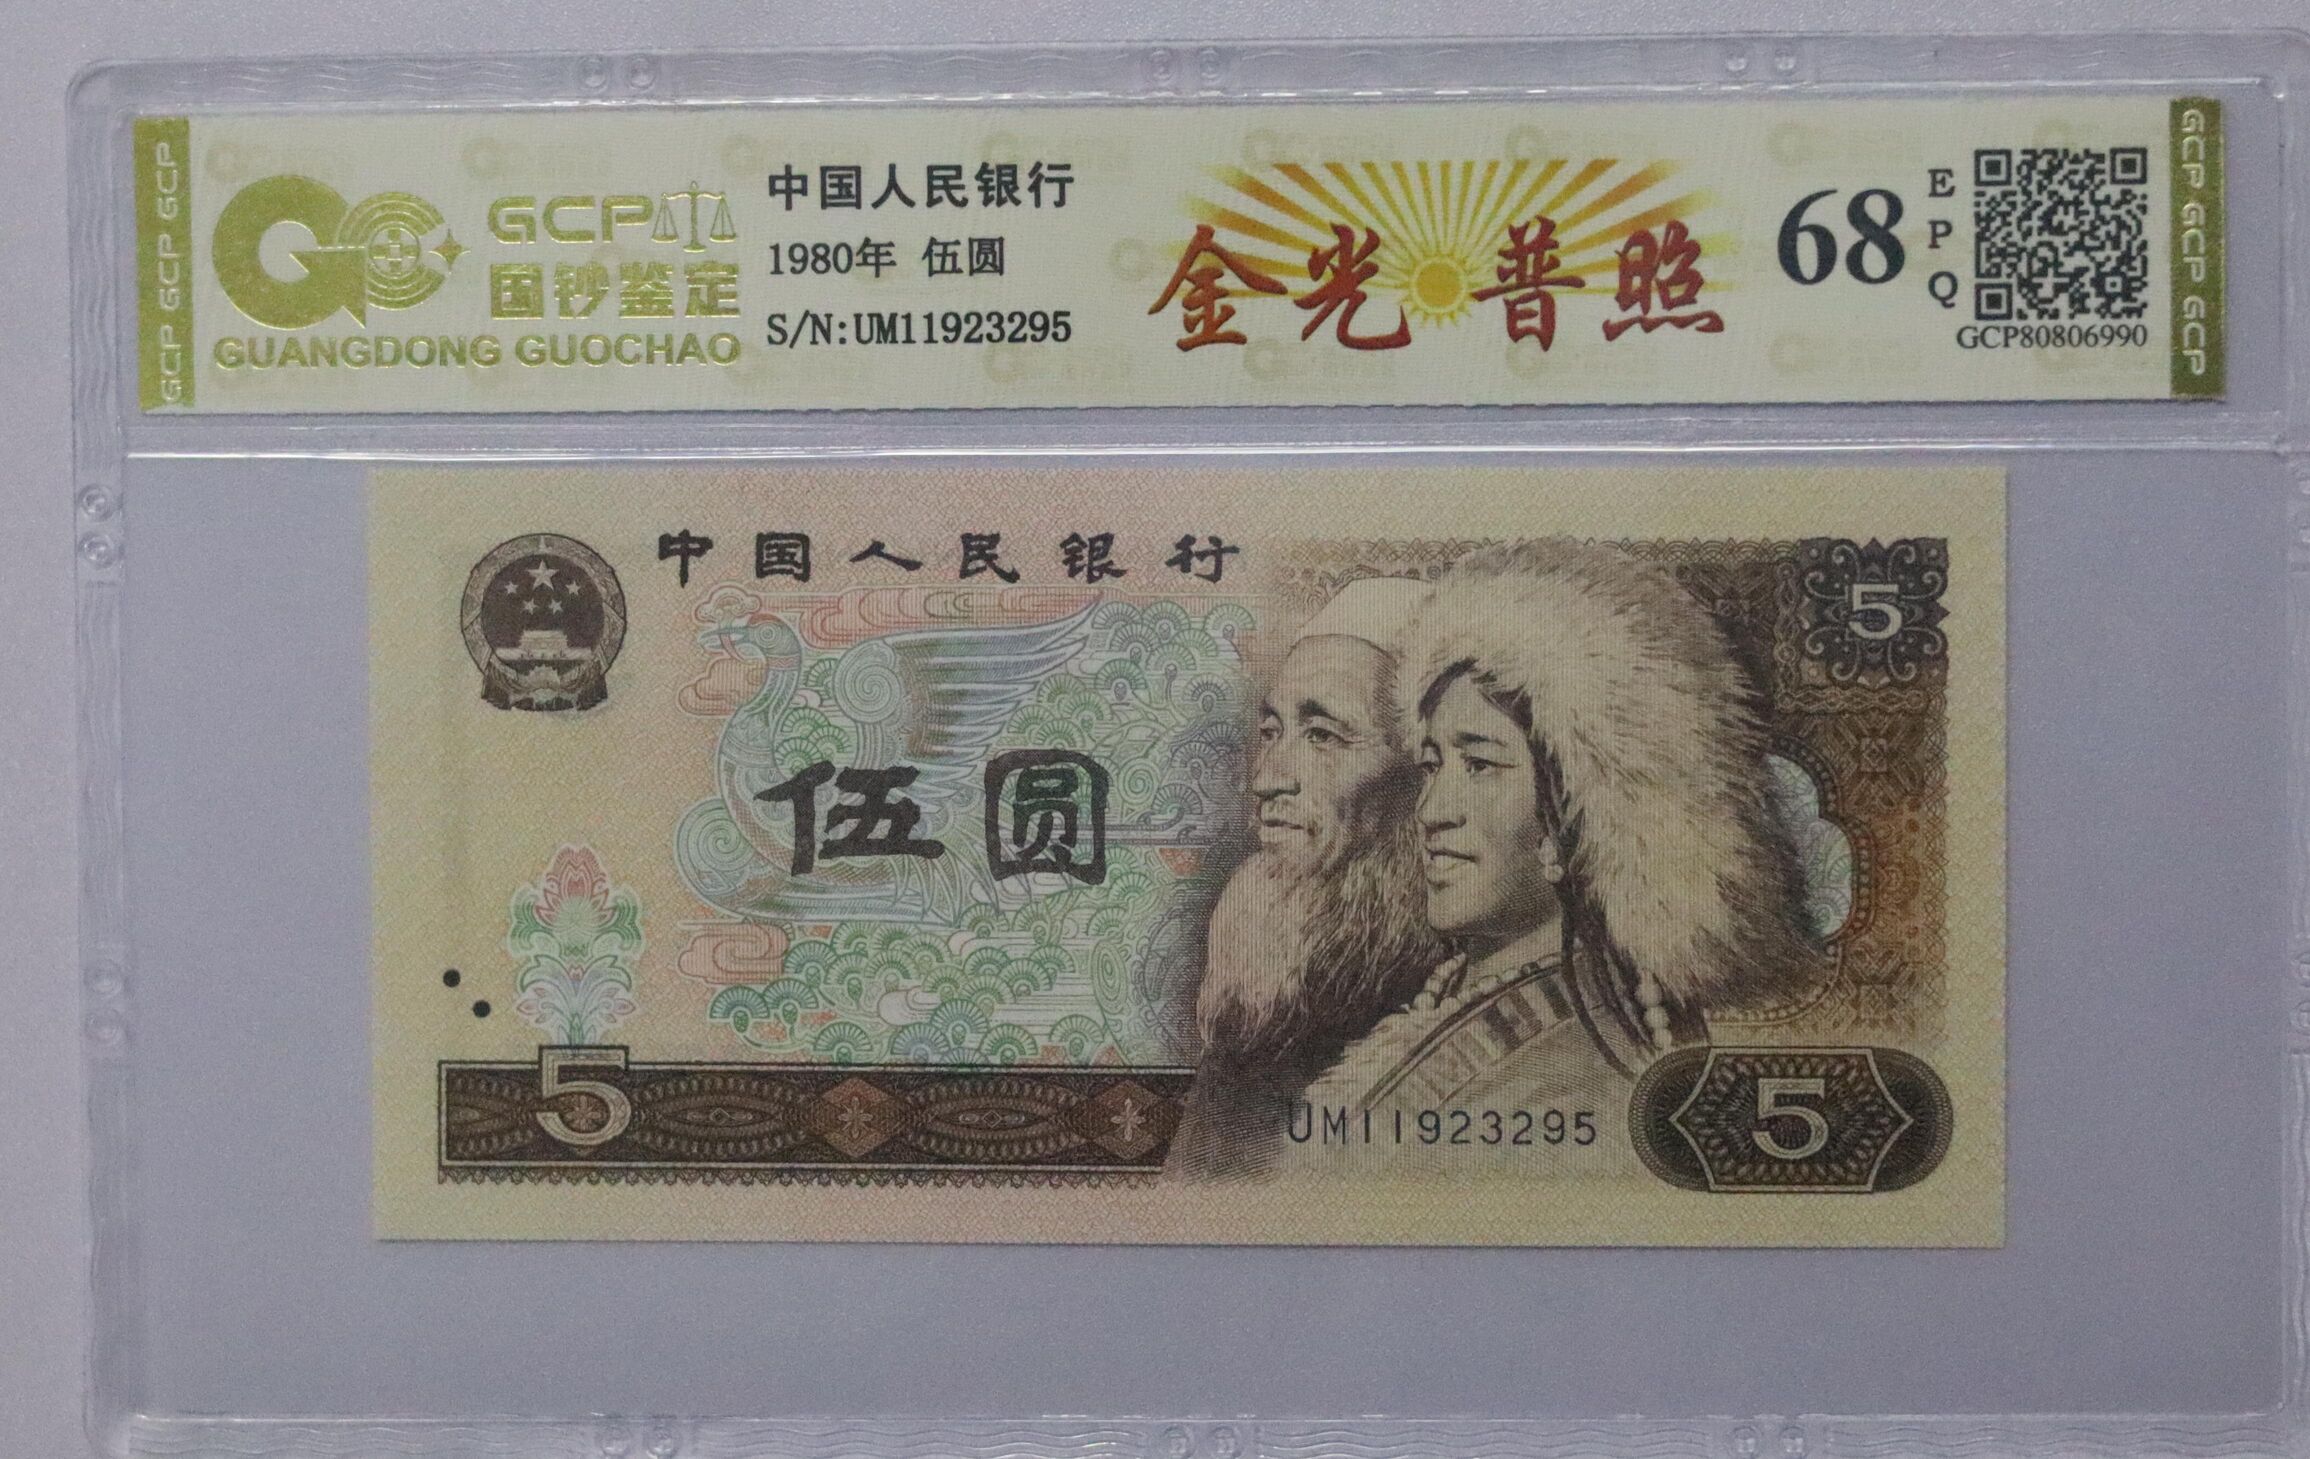 GCP GCP GCP
GCP
国钞鉴定
GUANGDONG GUOCHAO
中国人民银行
1980年 伍圆
S/N:UM11923295
金光普照
68
EPQ
GCP80806990
GCP GCP GCP
中国人民银行
5
伍圆
5
UM11923295
5